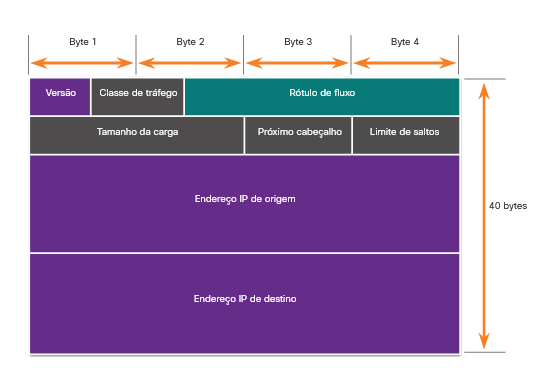 Byte 1
Byte 2
Byte 3
Byte 4
Versão
Classe de tráfego
Rótulo de fluxo
Tamanho da carga
Próximo cabeçalho
Limite de saltos
Endereço IP de origem
40 bytes
Endereço IP de destino